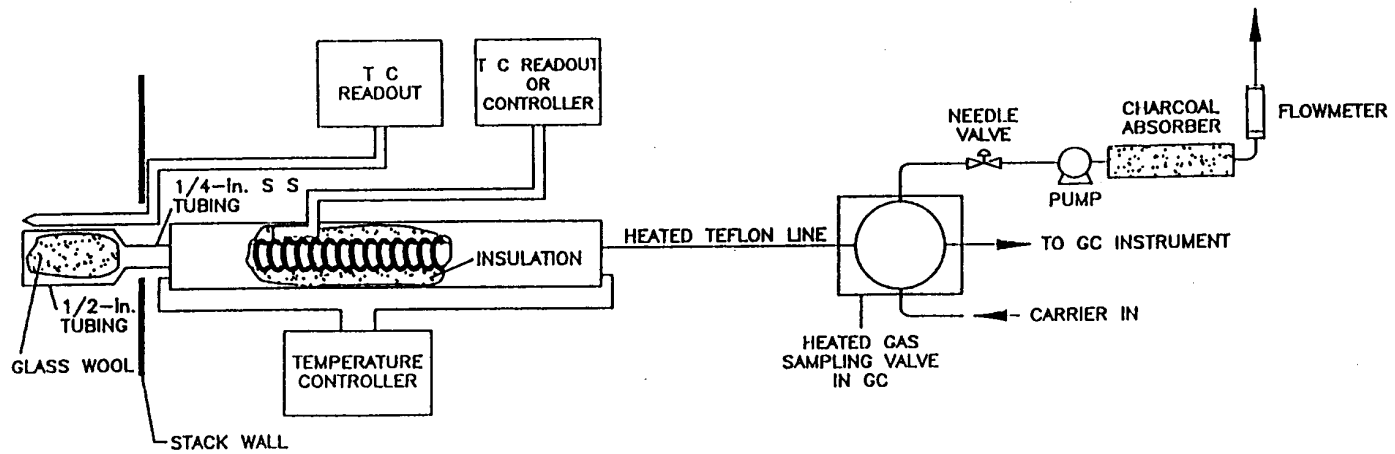 T C
READOUT
T C READOUT
OR
CONTROLLER
1/4-In. S S
TUBING
1/2-In.
TUBING
GLASS WOOL
STACK WALL
INSULATION
TEMPERATURE
CONTROLLER
HEATED TEFLON LINE
NEEDLE
VALVE
PUMP
CHARCOAL
ABSORBER
FLOWMETER
TO GC INSTRUMENT
CARRIER IN
HEATED GAS
SAMPLING VALVE
IN GC